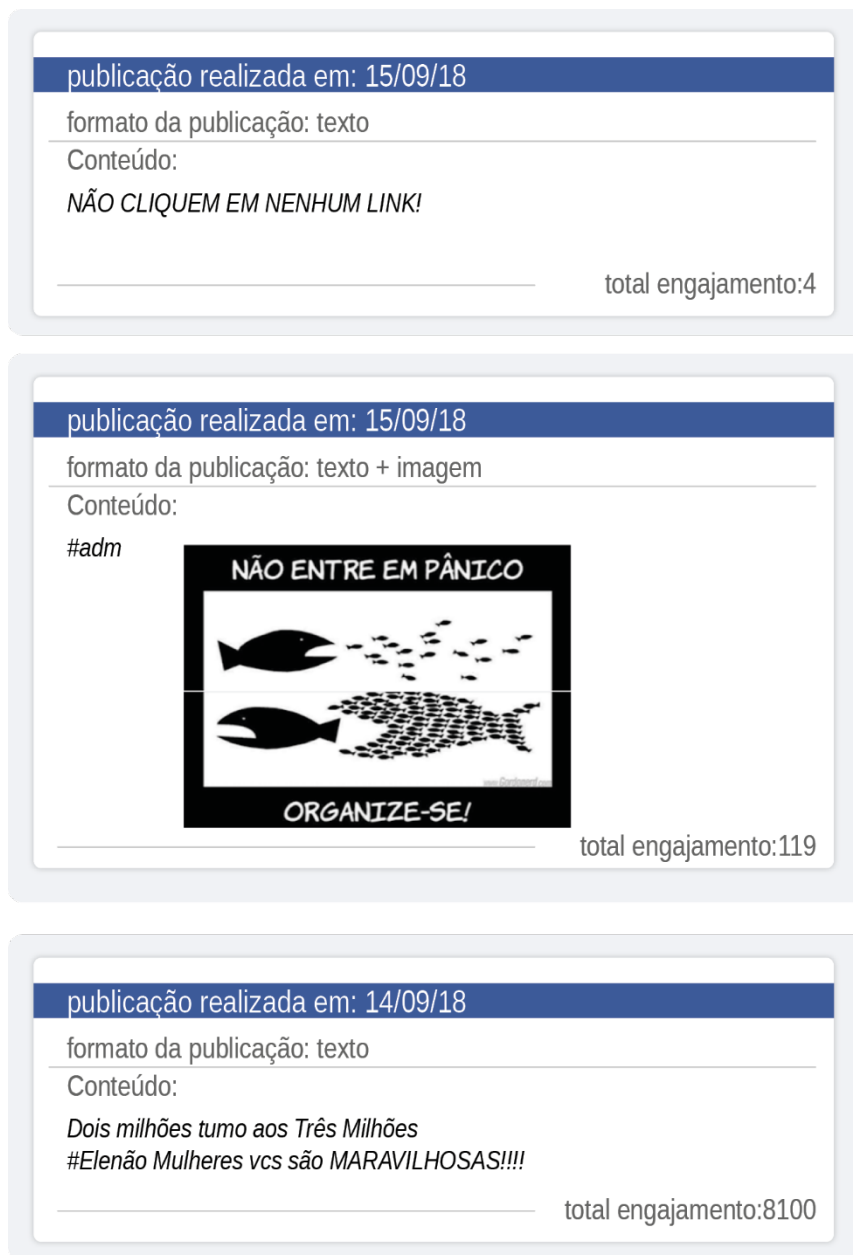 publicação realizada em: 15/09/18
formato da publicação: texto
Conteúdo:
NÃO CLIQUEM EM NENHUM LINK!
total engajamento:4
publicação realizada em: 15/09/18
formato da publicação: texto + imagem
Conteúdo:
#adm
NÃO ENTRE EM PÂNICO
ORGANIZE-SE!
total engajamento:119
publicação realizada em: 14/09/18
formato da publicação: texto
Conteúdo:
Dois milhões tumo aos Três Milhões
#Elenão Mulheres vcs são MARAVILHOSAS!!!!
total engajamento:8100